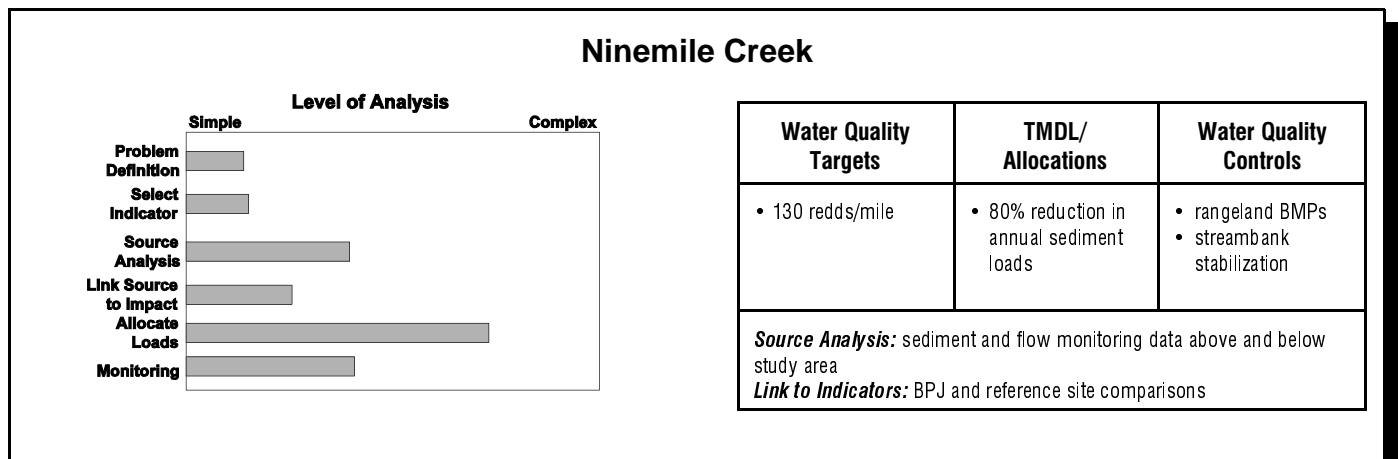 Ninemile Creek
Level of Analysis
Simple
Complex
Problem
Definition
Select
Indicator
Source
Analysis
Link Source
to Impact
Allocate
Loads
Monitoring
Water Quality
Targets
TMDL/
Allocations
Water Quality
Controls
• 130 redds/mile
• 80% reduction in
annual sediment
loads
• rangeland BMPs
• streambank
stabilization
Source Analysis: sediment and flow monitoring data above and below
study area
Link to Indicators: BPJ and reference site comparisons